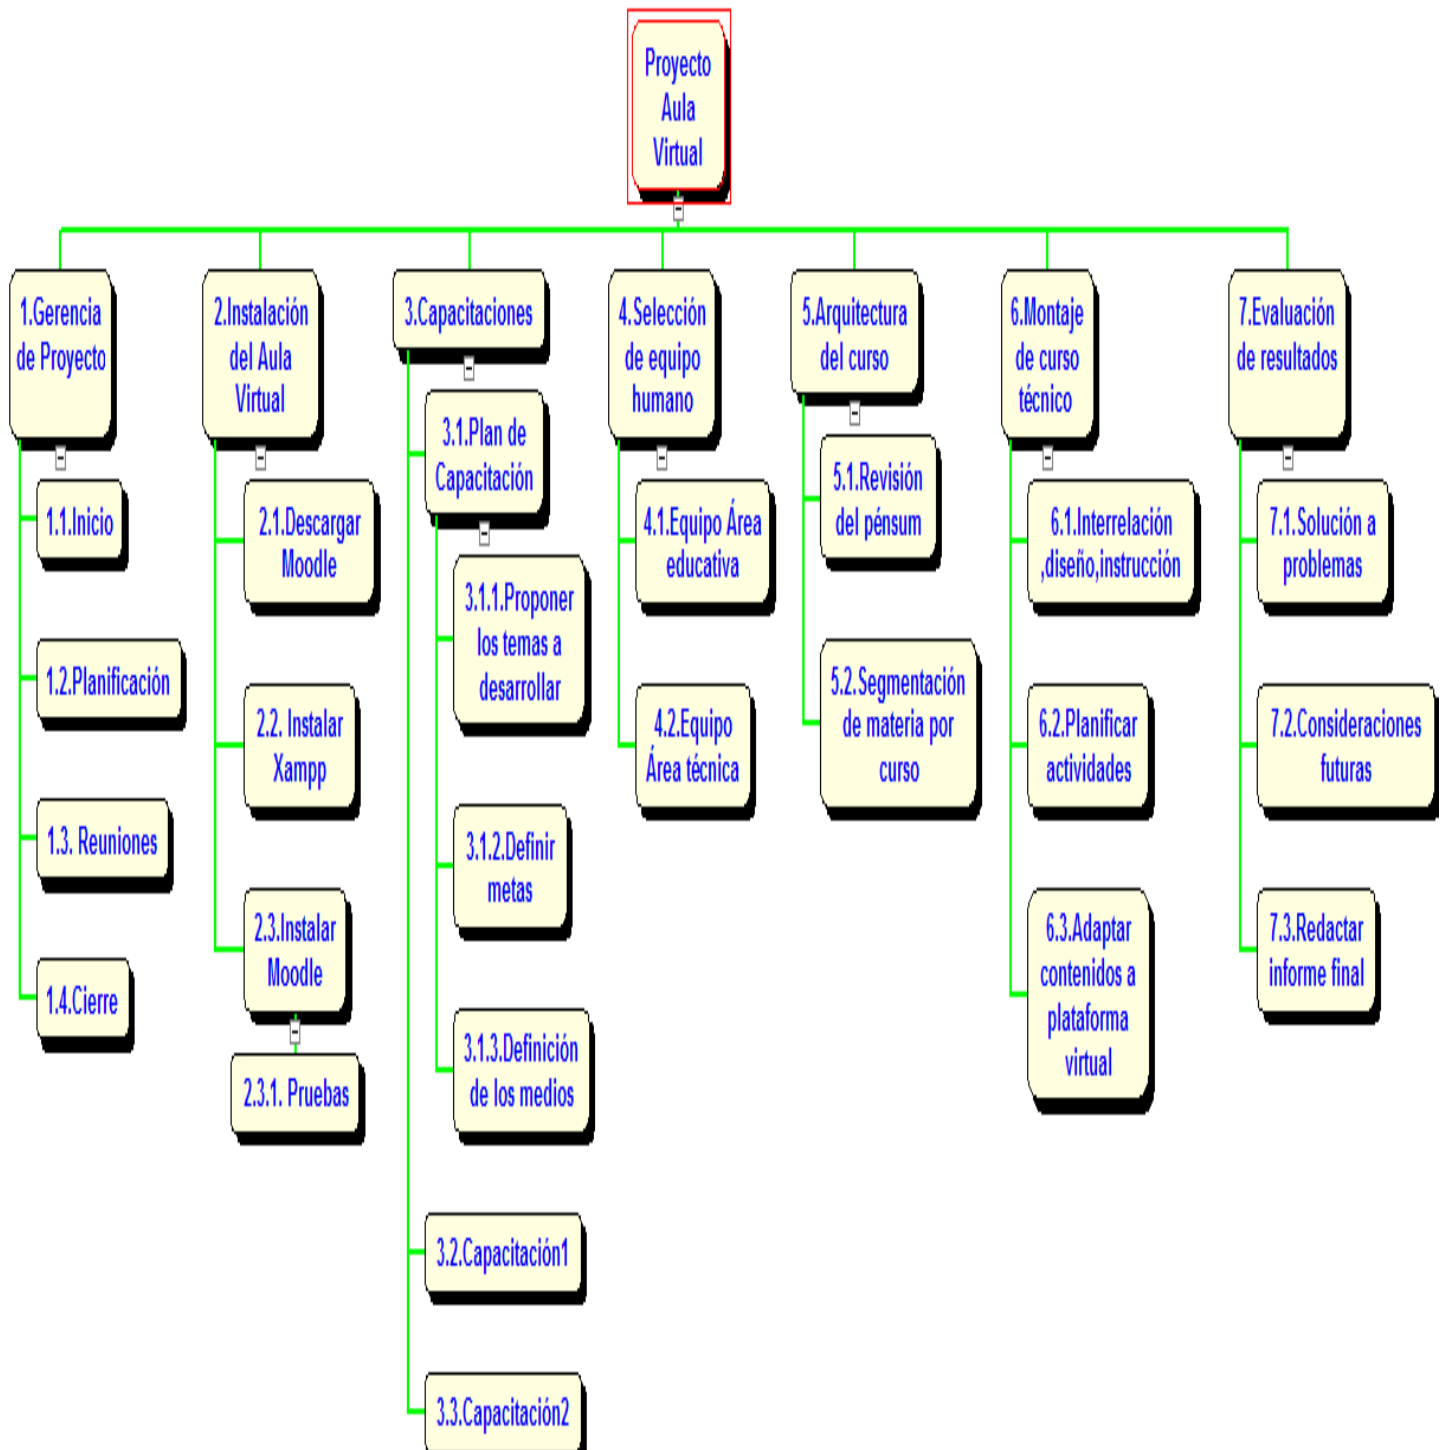 Proyecto
Aula
Virtual
1.Gerencia
de Proyecto
1.1.Inicio
1.2.Planificación
1.3. Reuniones
1.4.Cierre
2.Instalación
del Aula
Virtual
2.1.Descargar
Moodle
2.2. Instalar
Xampp
2.3.Instalar
Moodle
2.3.1. Pruebas
3.Capacitaciones
3.1.Plan de
Capacitación
3.1.1.Proponer
los temas a
desarrollar
3.1.2.Definir
metas
3.1.3.Definición
de los medios
3.2.Capacitación1
3.3.Capacitación2
4.Selección
de equipo
humano
4.1.Equipo Área
educativa
4.2.Equipo
Área técnica
5.Arquitectura
del curso
5.1.Revisión
del pénsum
5.2.Segmentación
de materia por
curso
6.Montaje
de curso
técnico
6.1.Interrelación
,diseño,instrucción
6.2.Planificar
actividades
6.3.Adaptar
contenidos a
plataforma
virtual
7.Evaluación
de resultados
7.1.Solución a
problemas
7.2.Consideraciones
futuras
7.3.Redactar
informe final